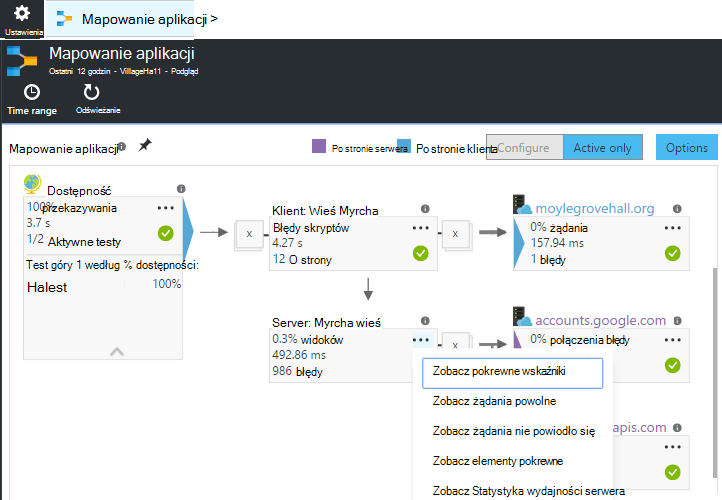 Ustawienia
Mapowanie aplikacji >
Mapowanie aplikacji
Ostatni 12 godzin - VillageHa11 - Podgląd
Time range
Odświeżanie
Mapowanie aplikacji
Po stronie serwera
Po stronie klienta
Configure
Active only
Options
Dostępność
100% przekazywania
3.7 s
1/2 Aktywne testy
Test góry 1 według % dostępności:
Halest 100%
x
Klient: Wieś Myrcha
Błędy skryptów
4.27 s
12 O strony
x
moylegrovehall.org
0% żądania
157.94 ms
1 błędy
Server: Myrcha wieś
0.3% widoków
492.86 ms
986 błędy
x
accounts.google.com
0% połączenia błędy
Zobacz pokrewne wskaźniki
Zobacz żądania powolne
Zobacz żądania nie powiodło się
Zobacz elementy pokrewne
Zobacz Statystyka wydajności serwera
apis.com